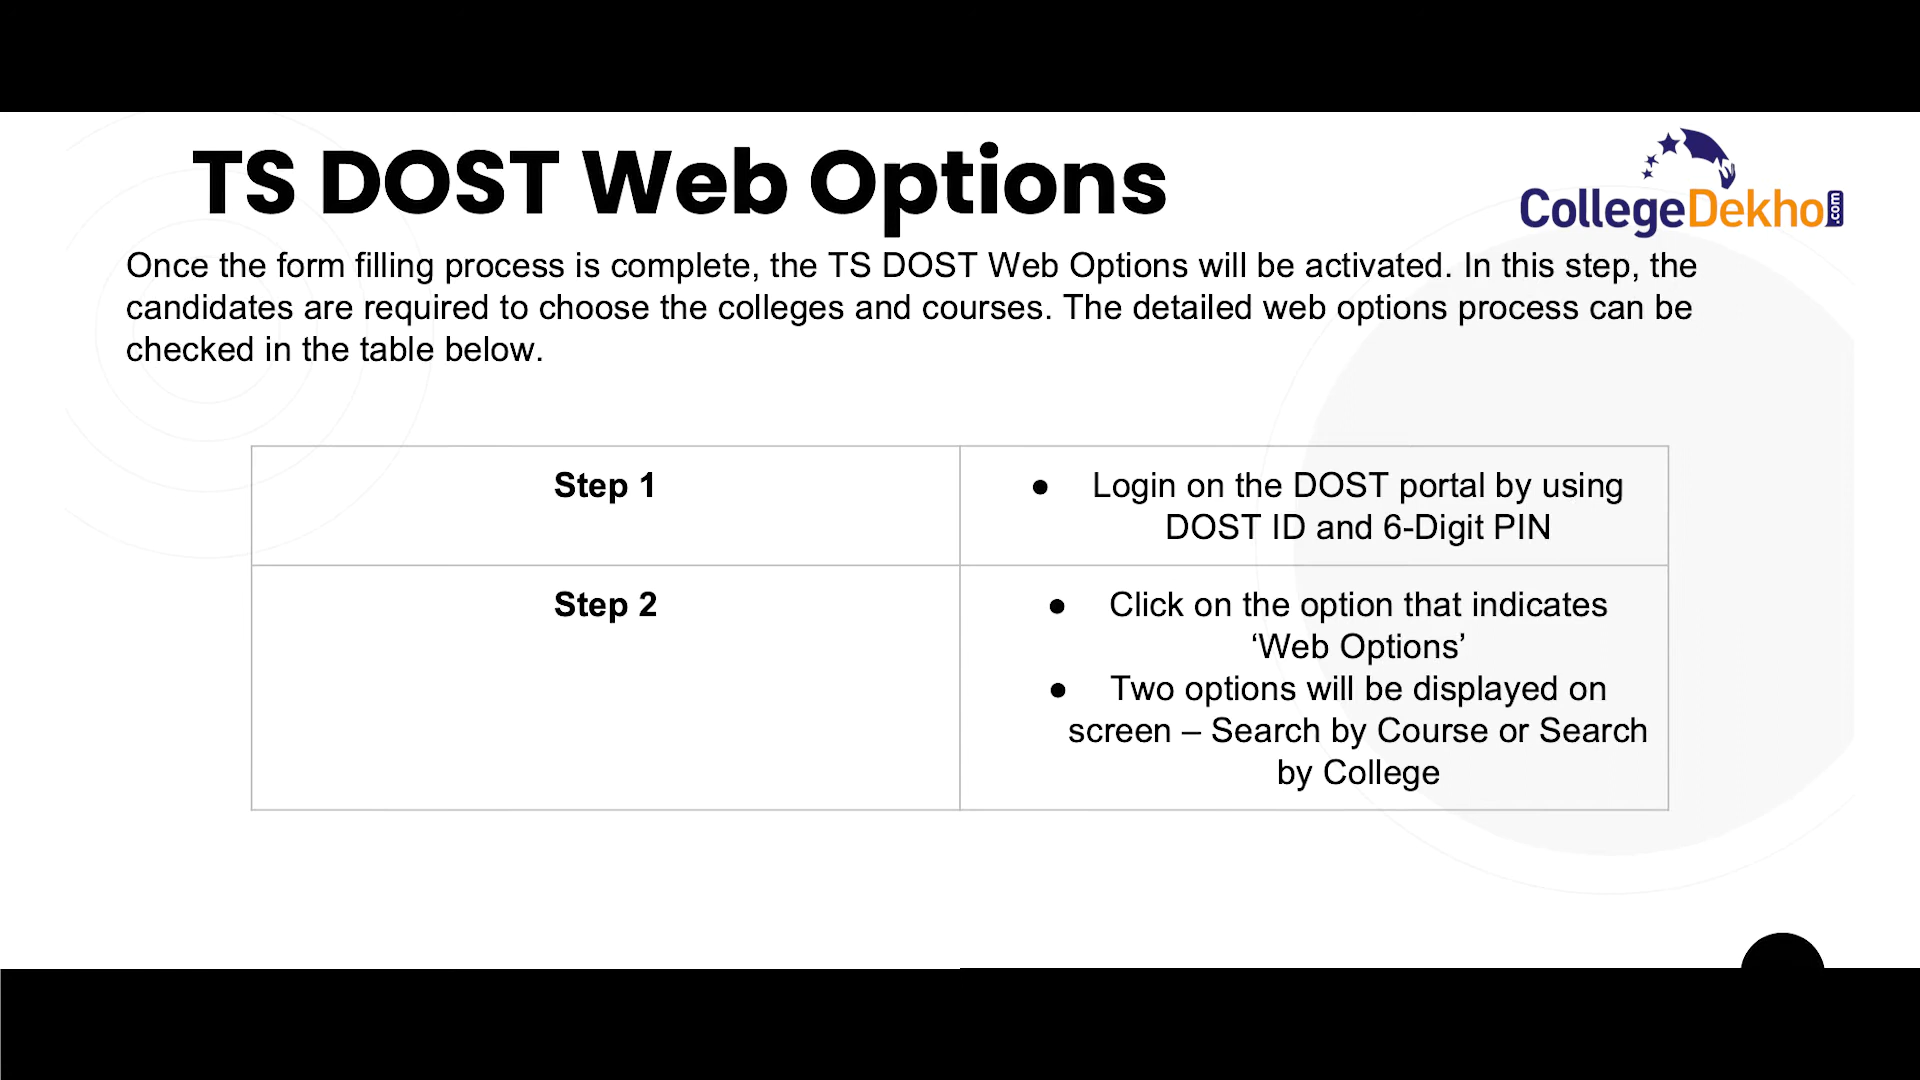 TS DOST Web Options
CollegeDekho.com
Once the form filling process is complete, the TS DOST Web Options will be activated. In this step, the
candidates are required to choose the colleges and courses. The detailed web options process can be
checked in the table below.
Step 1
● Login on the DOST portal by using
DOST ID and 6-Digit PIN
Step 2
● Click on the option that indicates
‘Web Options’
● Two options will be displayed on
screen – Search by Course or Search
by College